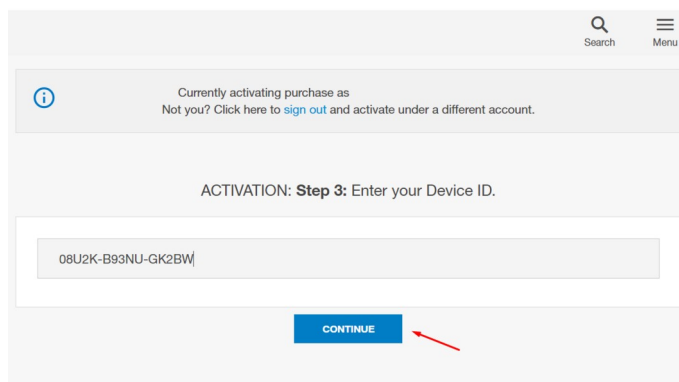 Search Menu
Currently activating purchase as
Not you? Click here to sign out and activate under a different account.
ACTIVATION: Step 3: Enter your Device ID.
08U2K-B93NU-GK2BW
CONTINUE